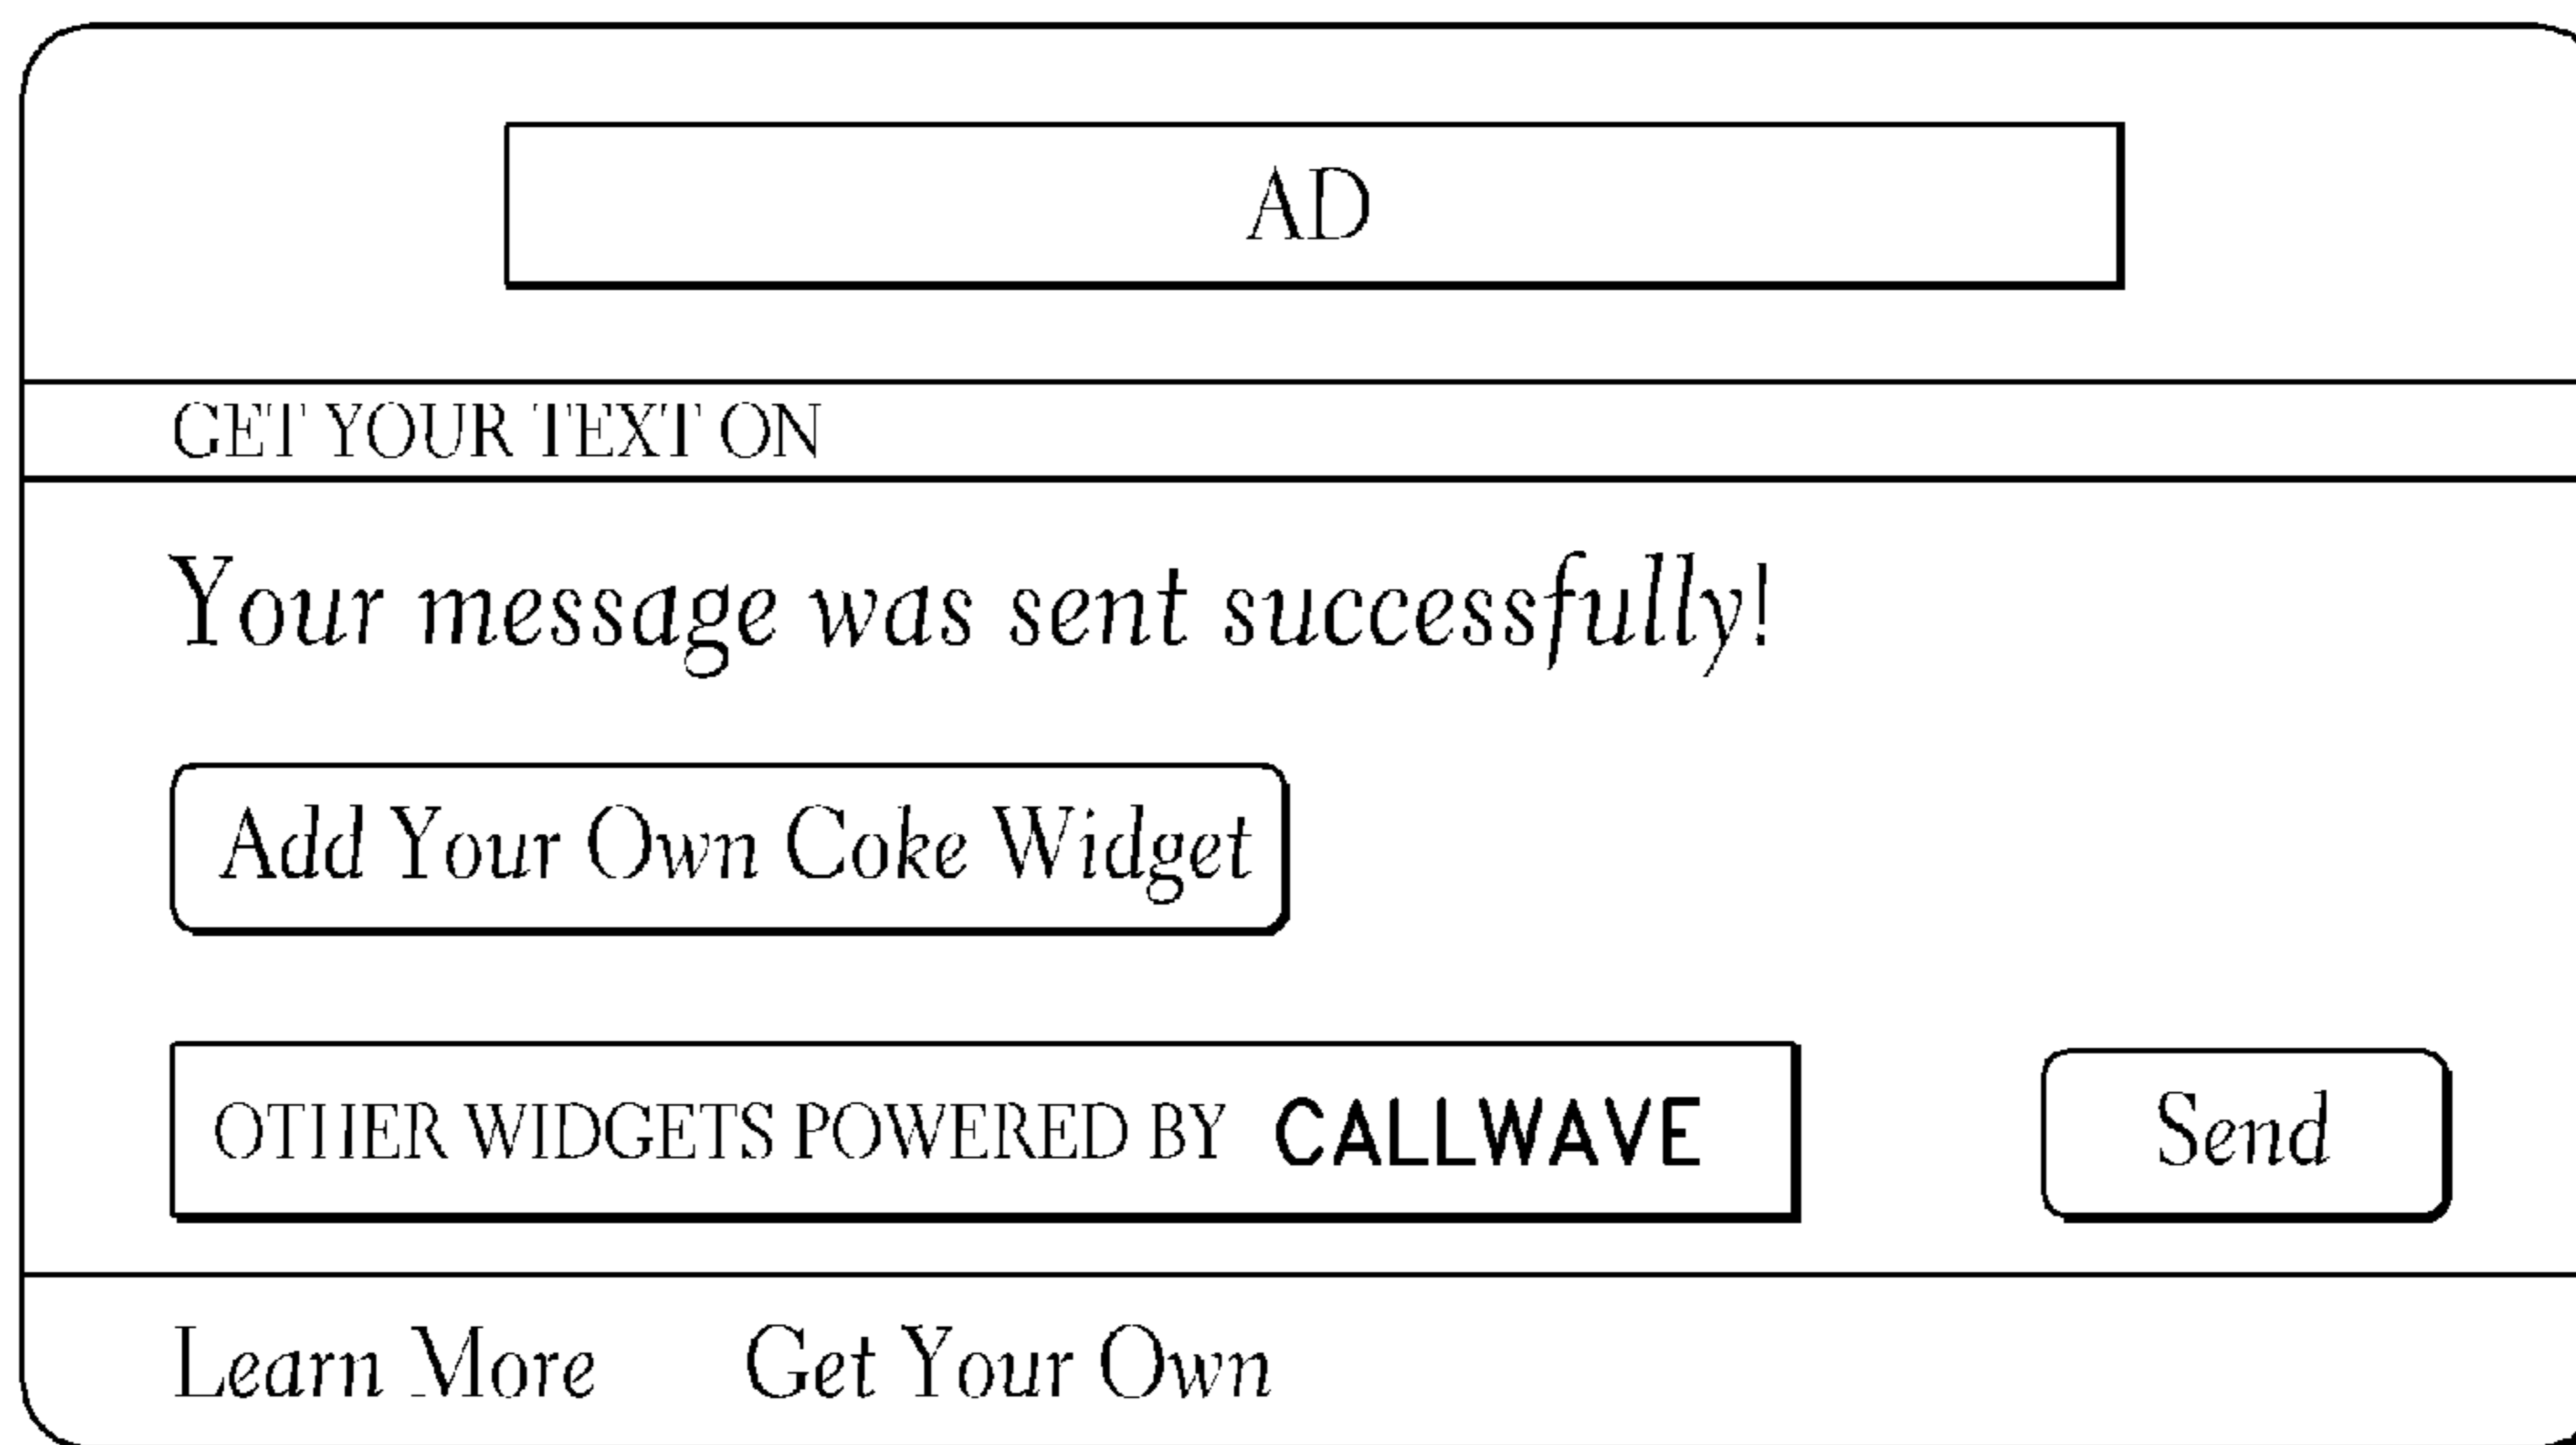 AD
GET YOUR TEXT ON
Your message was sent successfully!
Add Your Own Coke Widget
OTHER WIDGETS POWERED BY CALLWAVE
Send
Learn More Get Your Own